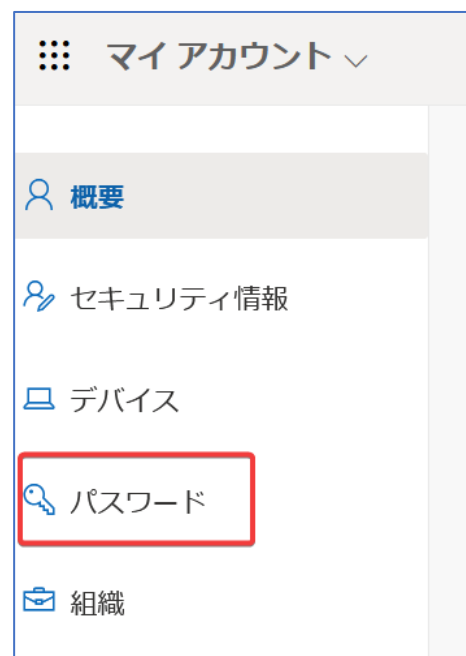 マイ アカウント
概要
セキュリティ情報
デバイス
パスワード
組織